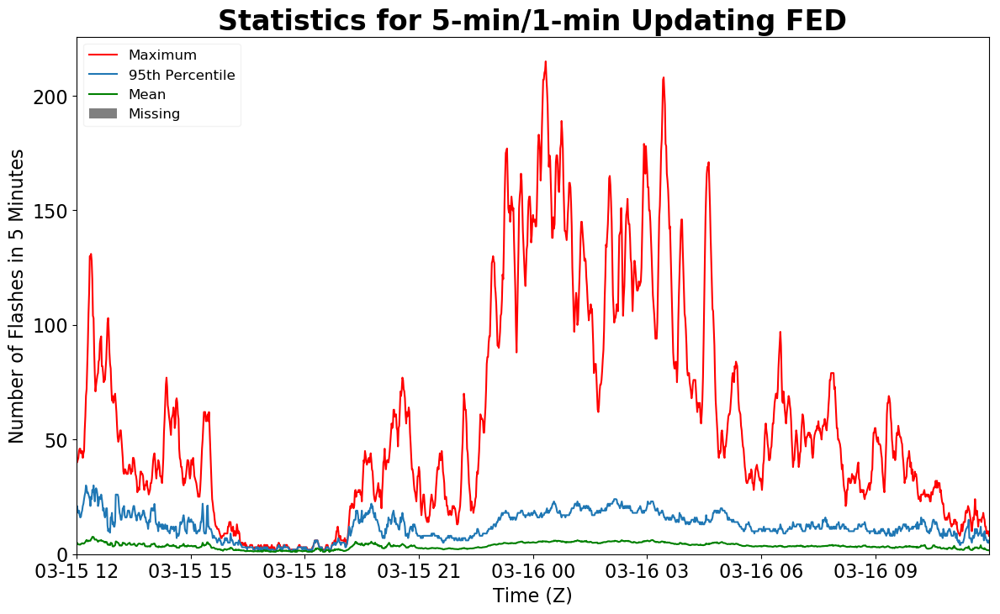 Statistics for 5-min/1-min Updating FED
Maximum
95th Percentile
Mean
Missing
Number of Flashes in 5 Minutes
200
150
100
50
0
03-15 12 03-15 15 03-15 18 03-15 21 03-16 00 03-16 03 03-16 06 03-16 09
Time (Z)